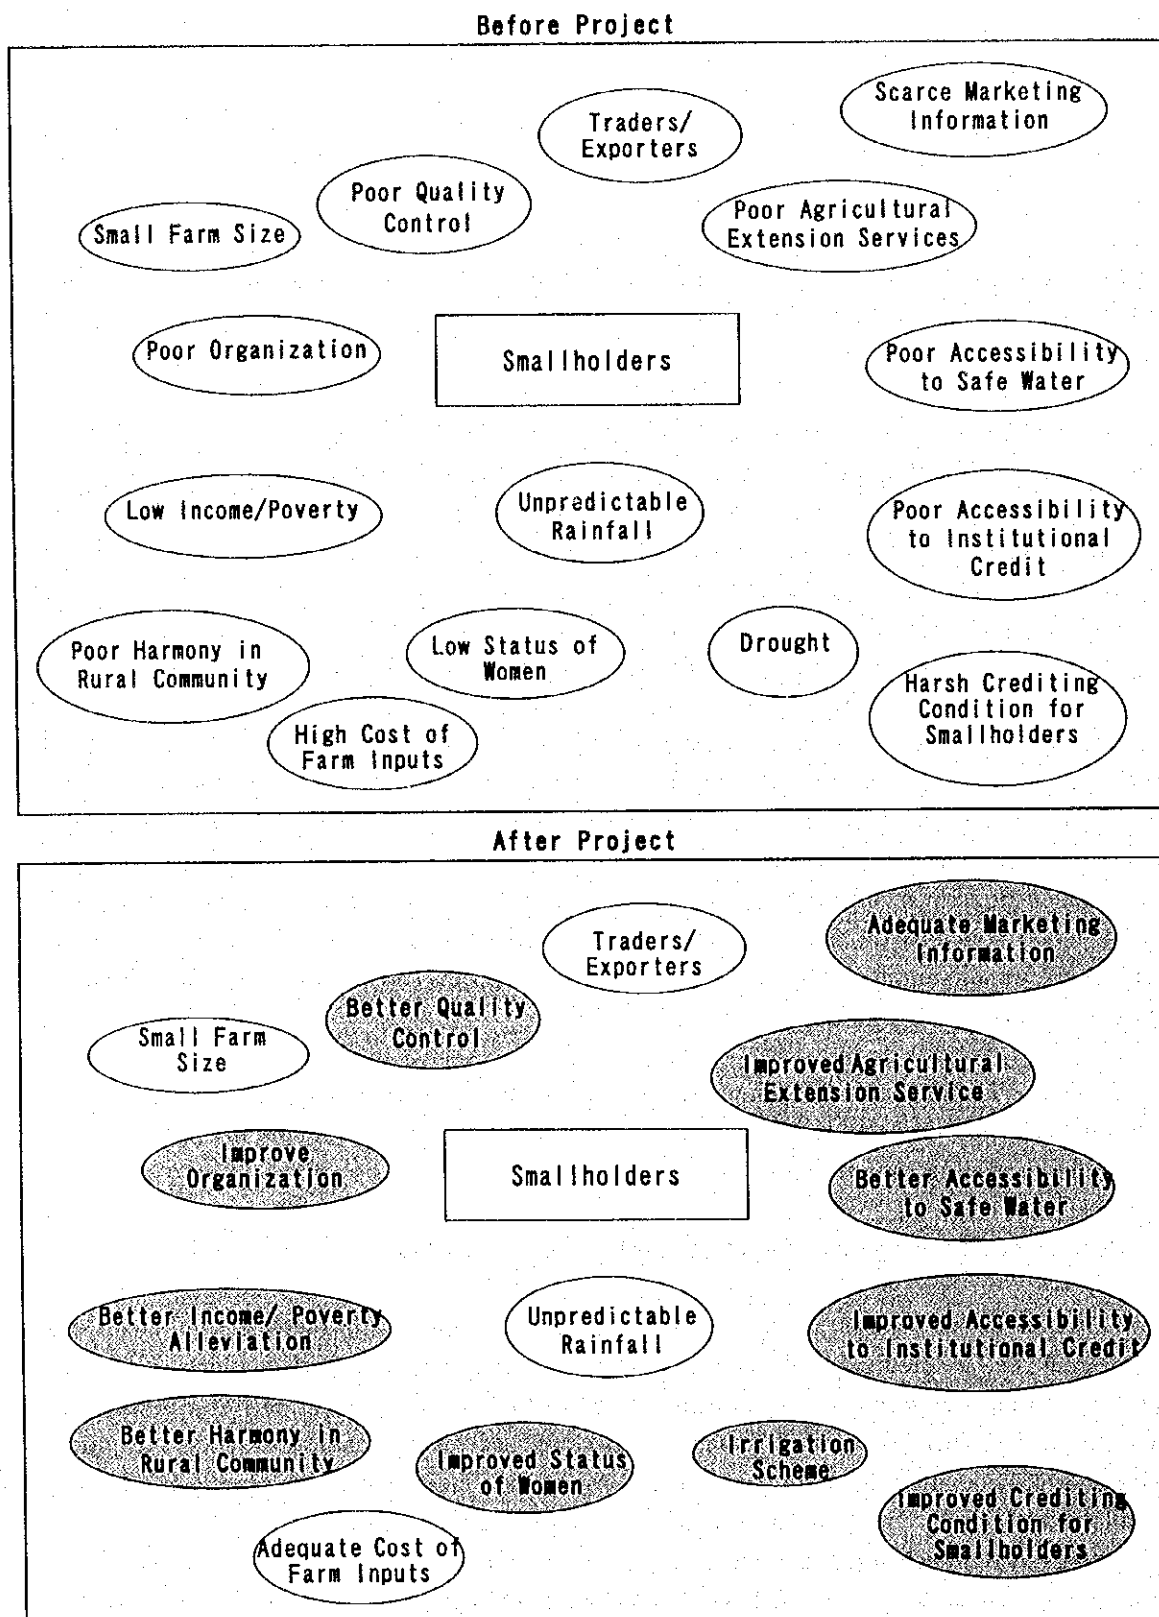 Before Project
Scarce Marketing
Information
Traders/
Exporters
Poor Quality
Control
Poor Agricultural
Extension Services
Small Farm Size
Poor Organization
Smallholders
Poor Accessibility
to Safe Water
Low Income/Poverty
Unpredictable
Rainfall
Poor Accessibility
to Institutional
Credit
Poor Harmony in
Rural Community
Low Status of
Women
Drought
Harsh Crediting
Condition for
Smallholders
High Cost of
Farm Inputs
After Project
Adequate Marketing
Information
Traders/
Exporters
Better Quality
Control
Small Farm
Size
Improved Agricultural
Extension Service
Improve
Organization
Smallholders
Better Accessibility
to Safe Water
Better Income/ Poverty
Alleviation
Unpredictable
Rainfall
Improved Accessibility
to Institutional Credit
Better Harmony in
Rural Community
Improved Status
of Women
Irrigation
Scheme
Improved Crediting
Condition for
Smallholders
Adequate Cost of
Farm Inputs